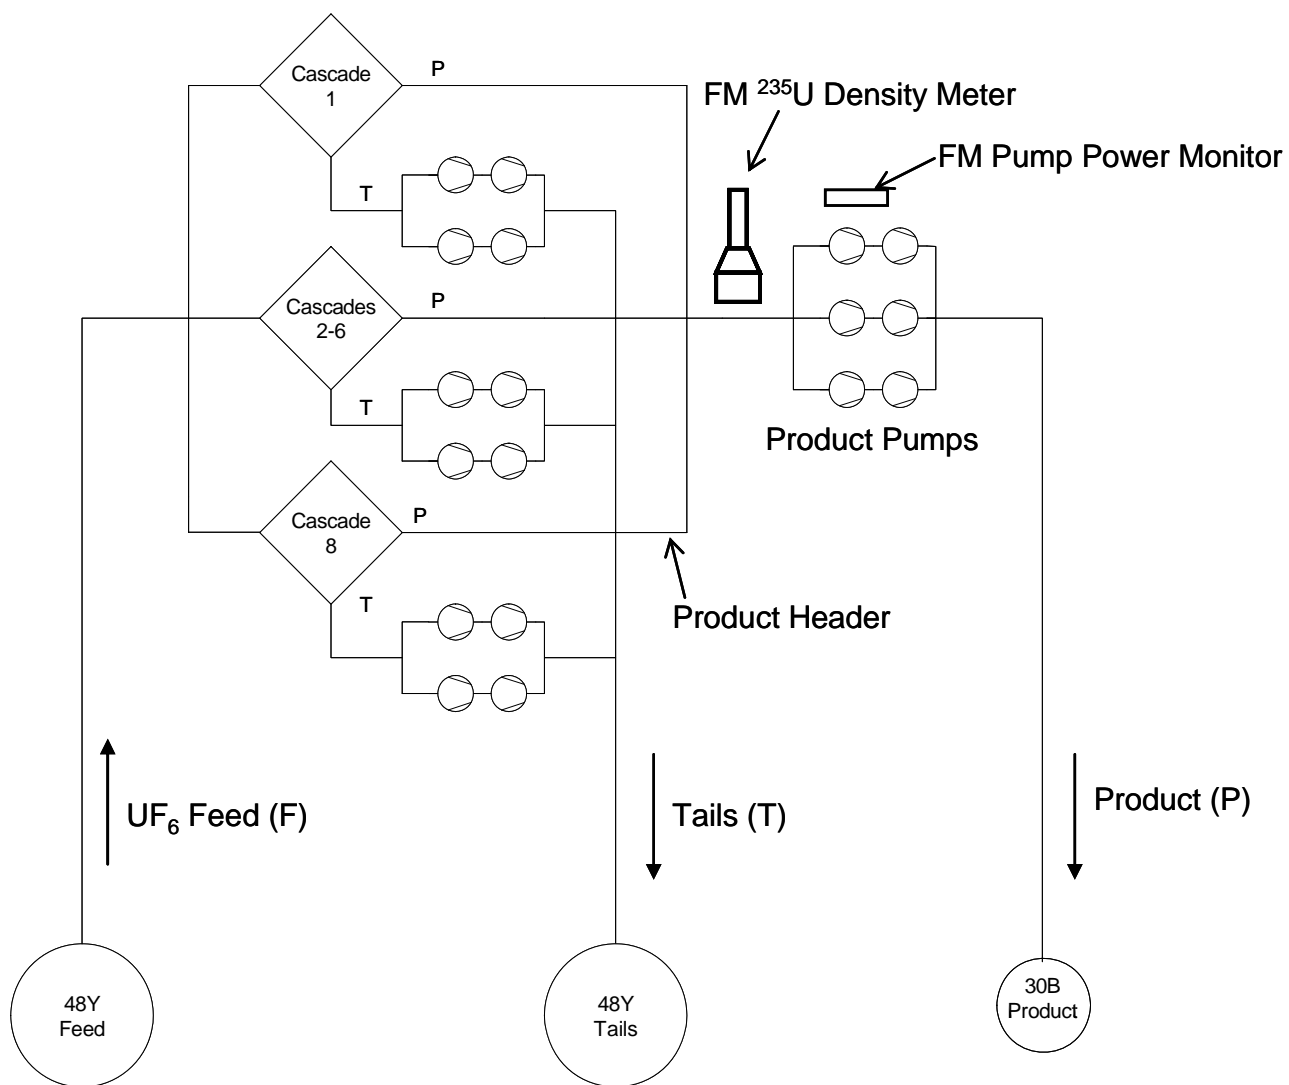 Cascade
1
P
FM ²³⁵U Density Meter
FM Pump Power Monitor
T
Cascades
2-6
P
T
Product Pumps
Cascade
8
P
T
Product Header
UF₆ Feed (F)
Tails (T)
Product (P)
48Y
Feed
48Y
Tails
30B
Product